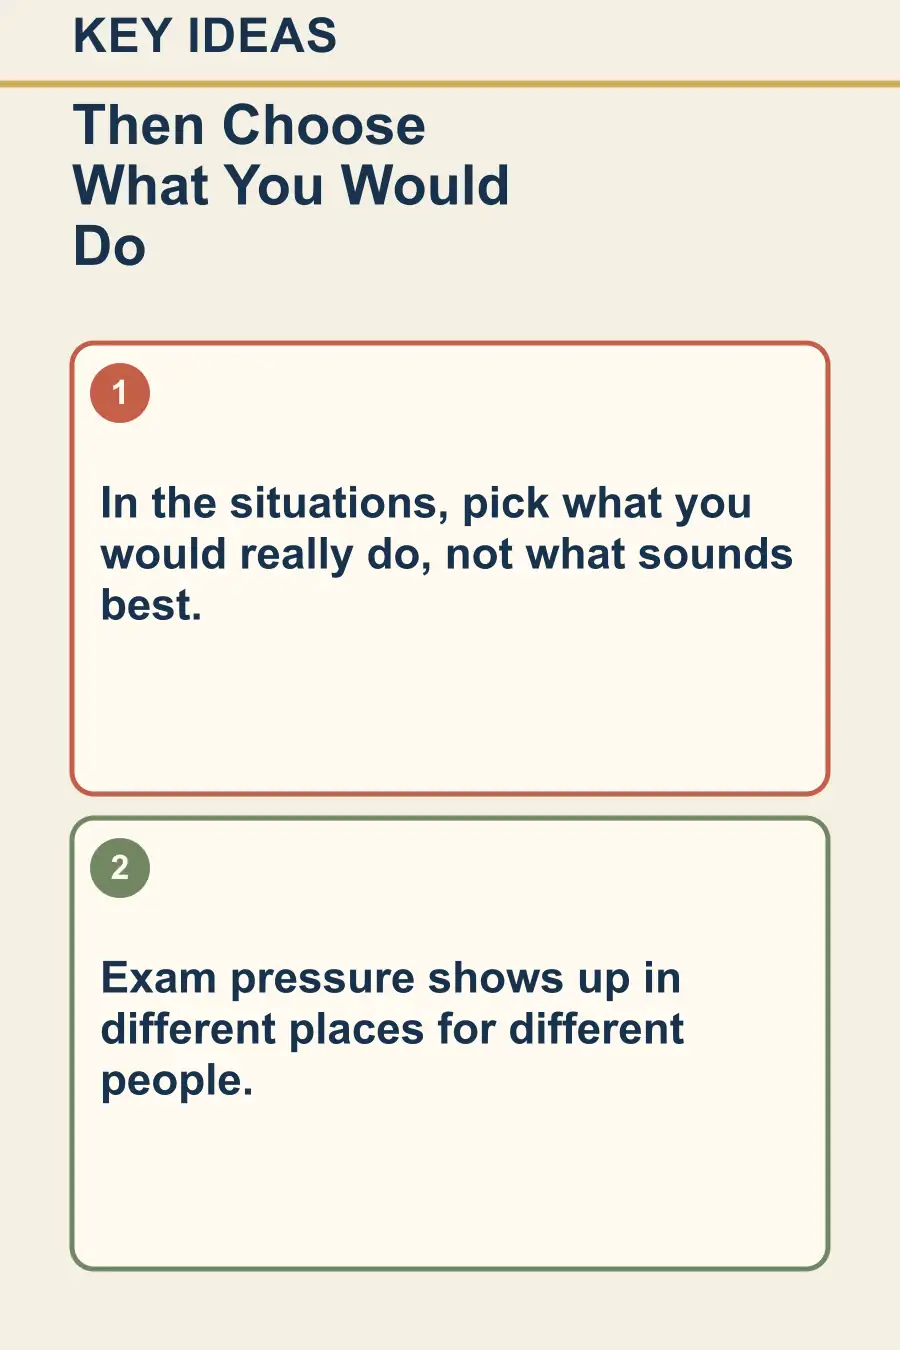 KEY IDEAS
Then Choose
What You Would
Do
1
In the situations, pick what you
would really do, not what sounds
best.
2
Exam pressure shows up in
different places for different
people.